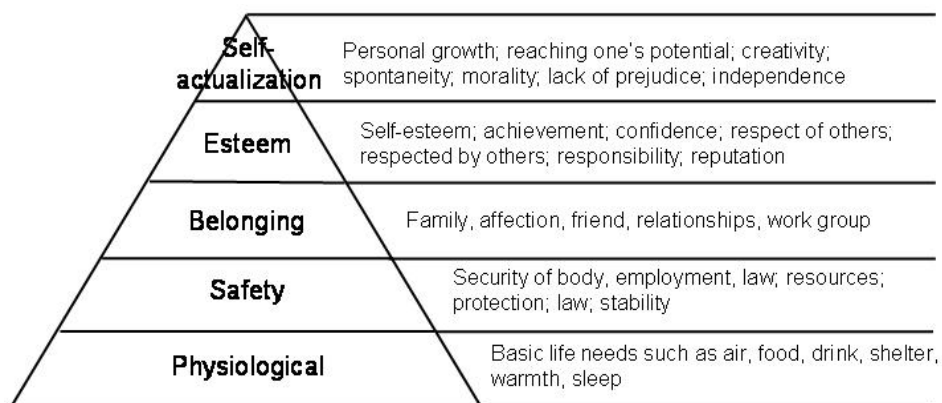 Self-
actualization
Personal growth; reaching one's potential; creativity;
spontaneity; morality; lack of prejudice; independence
Esteem
Self-esteem; achievement; confidence; respect of others;
respected by others; responsibility; reputation
Belonging
Family, affection, friend, relationships, work group
Safety
Security of body, employment, law; resources;
protection; law; stability
Physiological
Basic life needs such as air, food, drink, shelter,
warmth, sleep